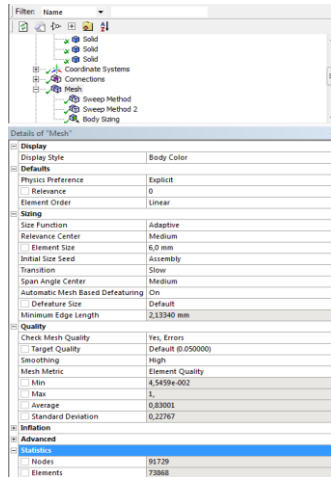 Filter: Name
Solid
Solid
Solid
Coordinate Systems
Connections
Mesh
Sweep Method
Sweep Method 2
Body Sizing
Details of "Mesh"
Display
Display Style Body Color
Defaults
Physics Preference Explicit
Relevance 0
Element Order Linear
Sizing
Size Function Adaptive
Relevance Center Medium
Element Size 6,0 mm
Initial Size Seed Assembly
Transition Slow
Span Angle Center Medium
Automatic Mesh Based Defeaturing On
Defeature Size Default
Minimum Edge Length 2,13340 mm
Quality
Check Mesh Quality Yes, Errors
Target Quality Default (0.050000)
Smoothing High
Mesh Metric Element Quality
Min 4,5459e-002
Max 1,
Average 0,83001
Standard Deviation 0,22767
Inflation
Advanced
Statistics
Nodes 91729
Elements 73868